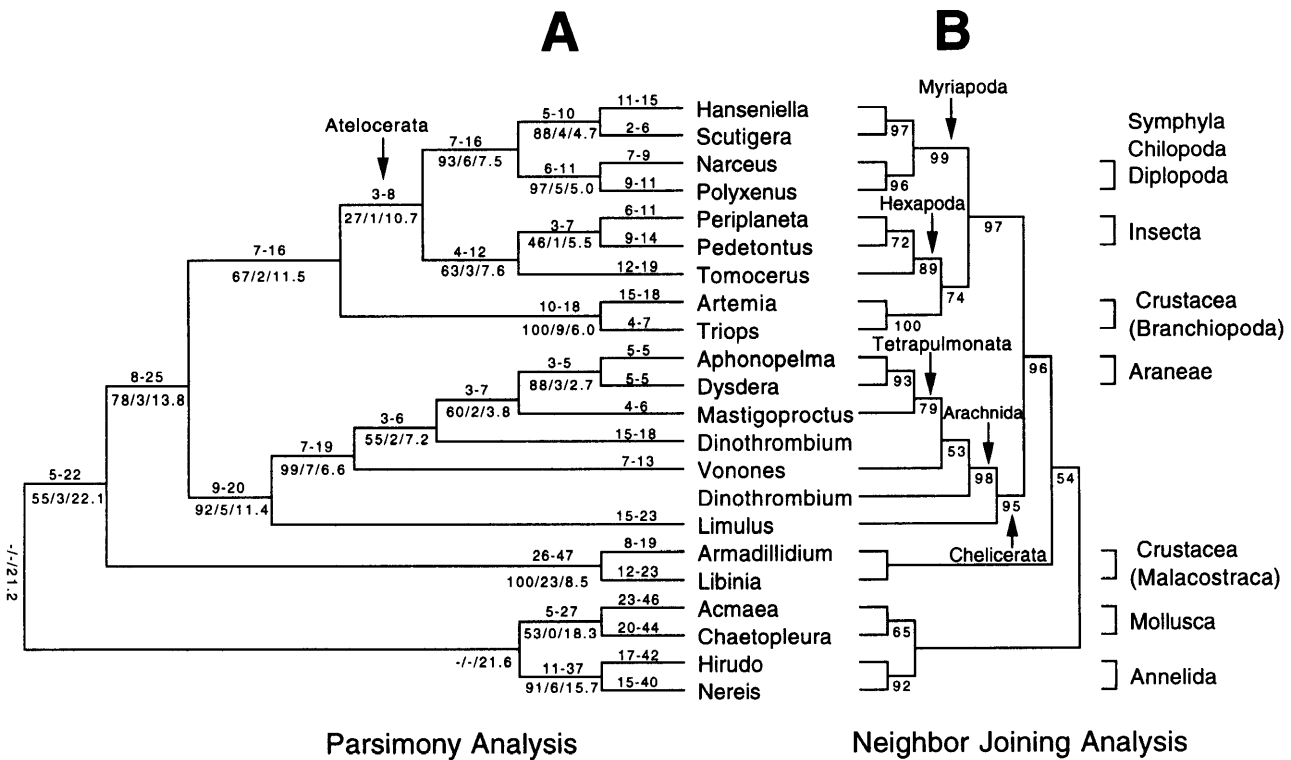 A
B
Myriapoda
Atelocerata
11-15
Hanseniella
5-10
Symphyla
88/4/4.7
2-6
Scutigera
97
7-16
Chilopoda
93/6/7.5
7-9
Narceus
99
6-11
Diplopoda
97/5/5.0
9-11
Polyxenus
96
3-8
Hexapoda
27/1/10.7
6-11
Periplaneta
3-7
97
Insecta
46/1/5.5
9-14
Pedetontus
72
7-16
4-12
67/2/11.5
63/3/7.6
12-19
Tomocerus
89
10-18
15-18
Artemia
74
Crustacea
100/9/6.0
4-7
Triops
100
(Branchiopoda)
Tetrapulmonata
5-5
Aphonopelma
3-5
96
Araneae
88/3/2.7
5-5
Dysdera
93
8-25
78/3/13.8
3-7
60/2/3.8
4-6
Mastigoproctus
79
Arachnida
3-6
55/2/7.2
15-18
Dinothrombium
7-19
53
99/7/6.6
7-13
Vonones
5-22
98
54
55/3/22.1
9-20
Dinothrombium
92/5/11.4
95
15-23
Limulus
8-19
Armadillidium
Chelicerata
Crustacea
26-47
100/23/8.5
12-23
Libinia
(Malacostraca)
-/-/21.2
23-46
Acmaea
5-27
Mollusca
53/0/18.3
20-44
Chaetopleura
65
-/-/21.6
17-42
Hirudo
11-37
Annelida
91/6/15.7
15-40
Nereis
92
Parsimony Analysis
Neighbor Joining Analysis